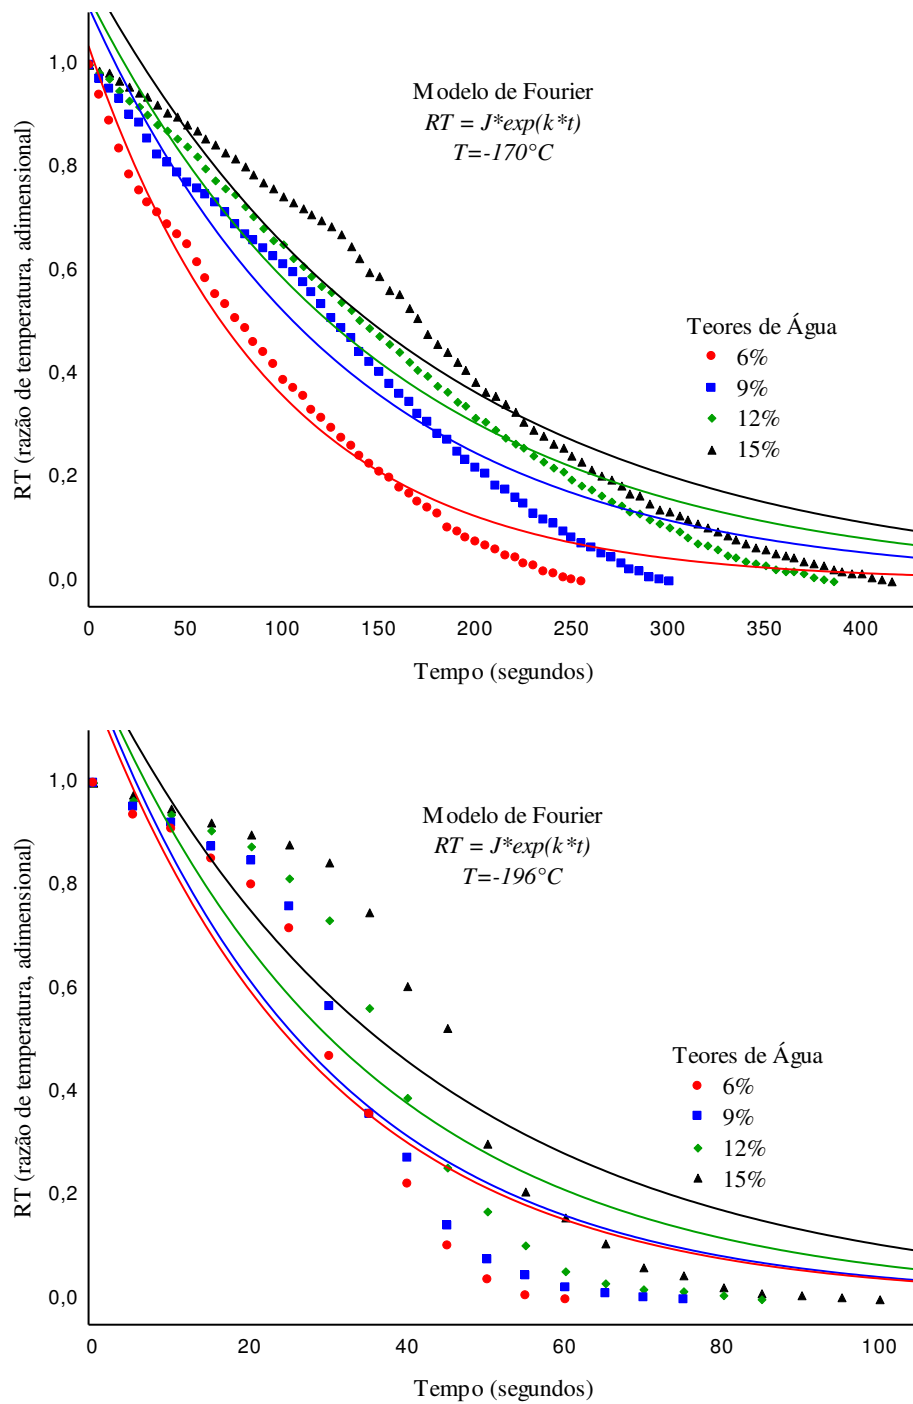 1,0
0,8
0,6
0,4
0,2
0,0
RT (razão de temperatura, adimensional)
Modelo de Fourier
RT = J*exp(k*t)
T=-170°C
Teores de Água
6%
9%
12%
15%
0 50 100 150 200 250 300 350 400
Tempo (segundos)
1,0
0,8
0,6
0,4
0,2
0,0
RT (razão de temperatura, adimensional)
Modelo de Fourier
RT = J*exp(k*t)
T=-196°C
Teores de Água
6%
9%
12%
15%
0 20 40 60 80 100
Tempo (segundos)